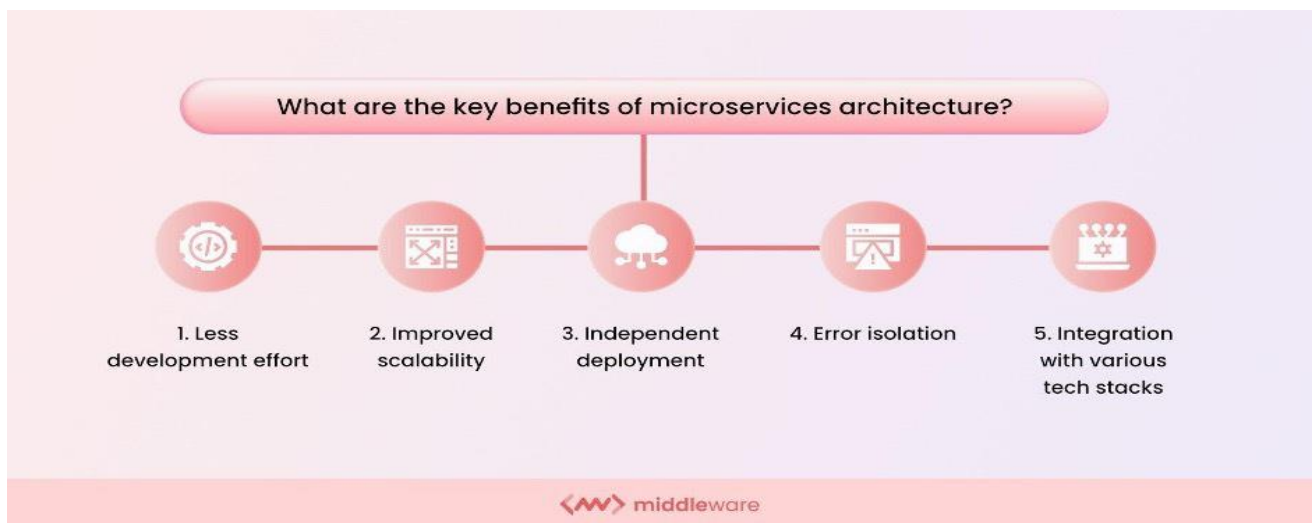 What are the key benefits of microservices architecture?
1. Less
development effort
2. Improved
scalability
3. Independent
deployment
4. Error isolation
5. Integration
with various
tech stacks
middleware